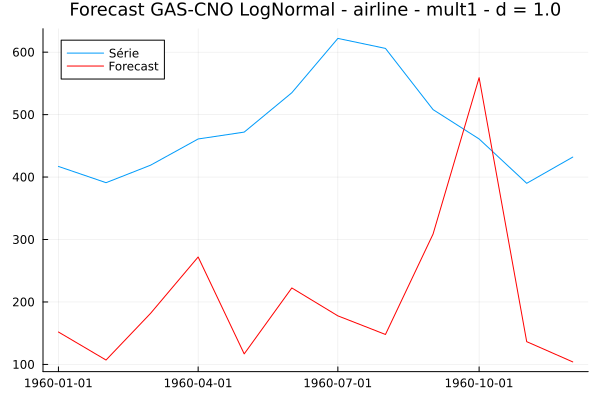 Forecast GAS-CNO LogNormal - airline - mult1 - d = 1.0
Série
Forecast
600
500
400
300
200
100
1960-01-01 1960-04-01 1960-07-01 1960-10-01